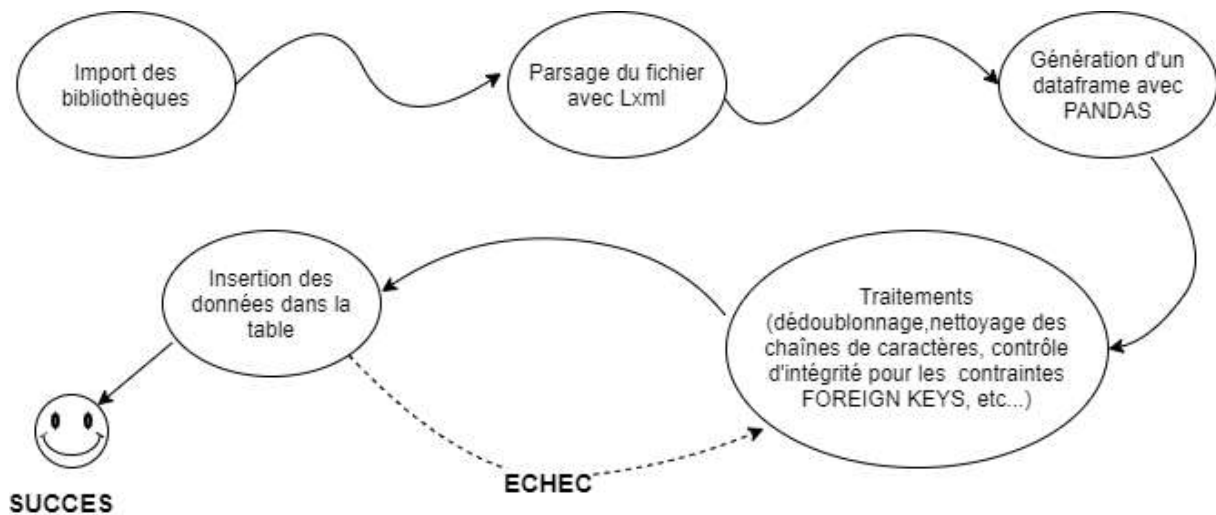 Import des
bibliothèques
Parsage du fichier
avec Lxml
Génération d'un
dataframe avec
PANDAS
Traitements
(dédoublonnage,nettoyage des
chaînes de caractères, contrôle
d'intégrité pour les contraintes
FOREIGN KEYS, etc...)
Insertion des
données dans la
table
ECHEC
SUCCES